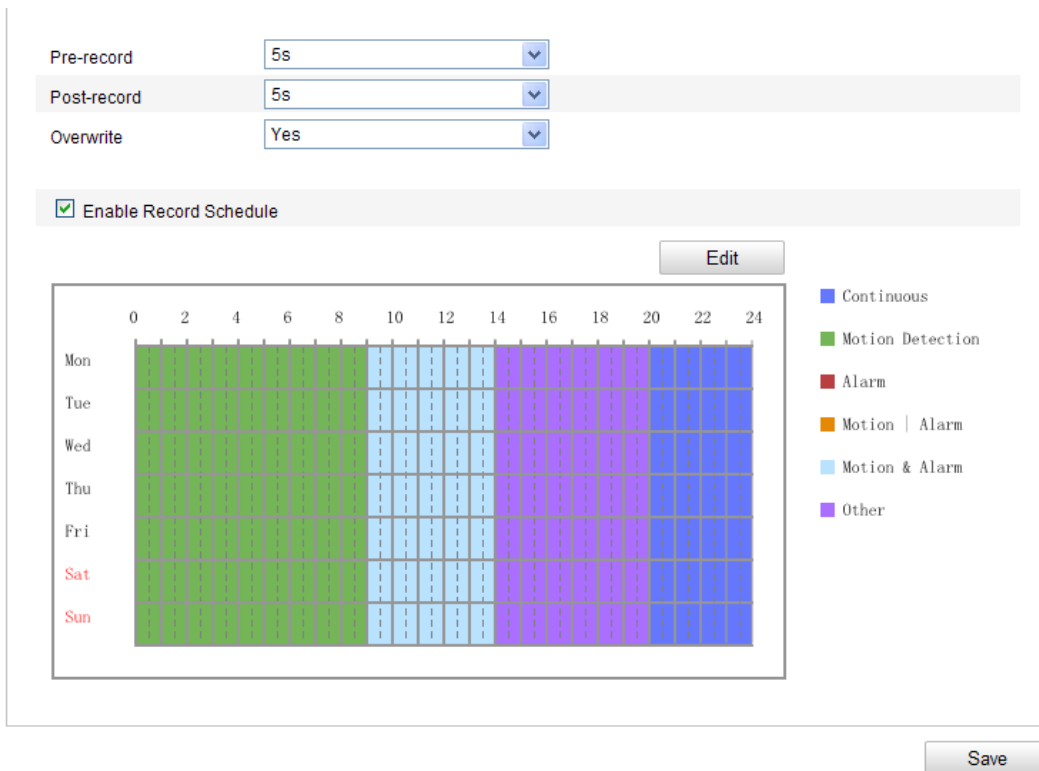 Pre-record 5s
Post-record 5s
Overwrite Yes
Enable Record Schedule
Edit
0 2 4 6 8 10 12 14 16 18 20 22 24
Mon
Tue
Wed
Thu
Fri
Sat
Sun
Continuous
Motion Detection
Alarm
Motion | Alarm
Motion & Alarm
Other
Save